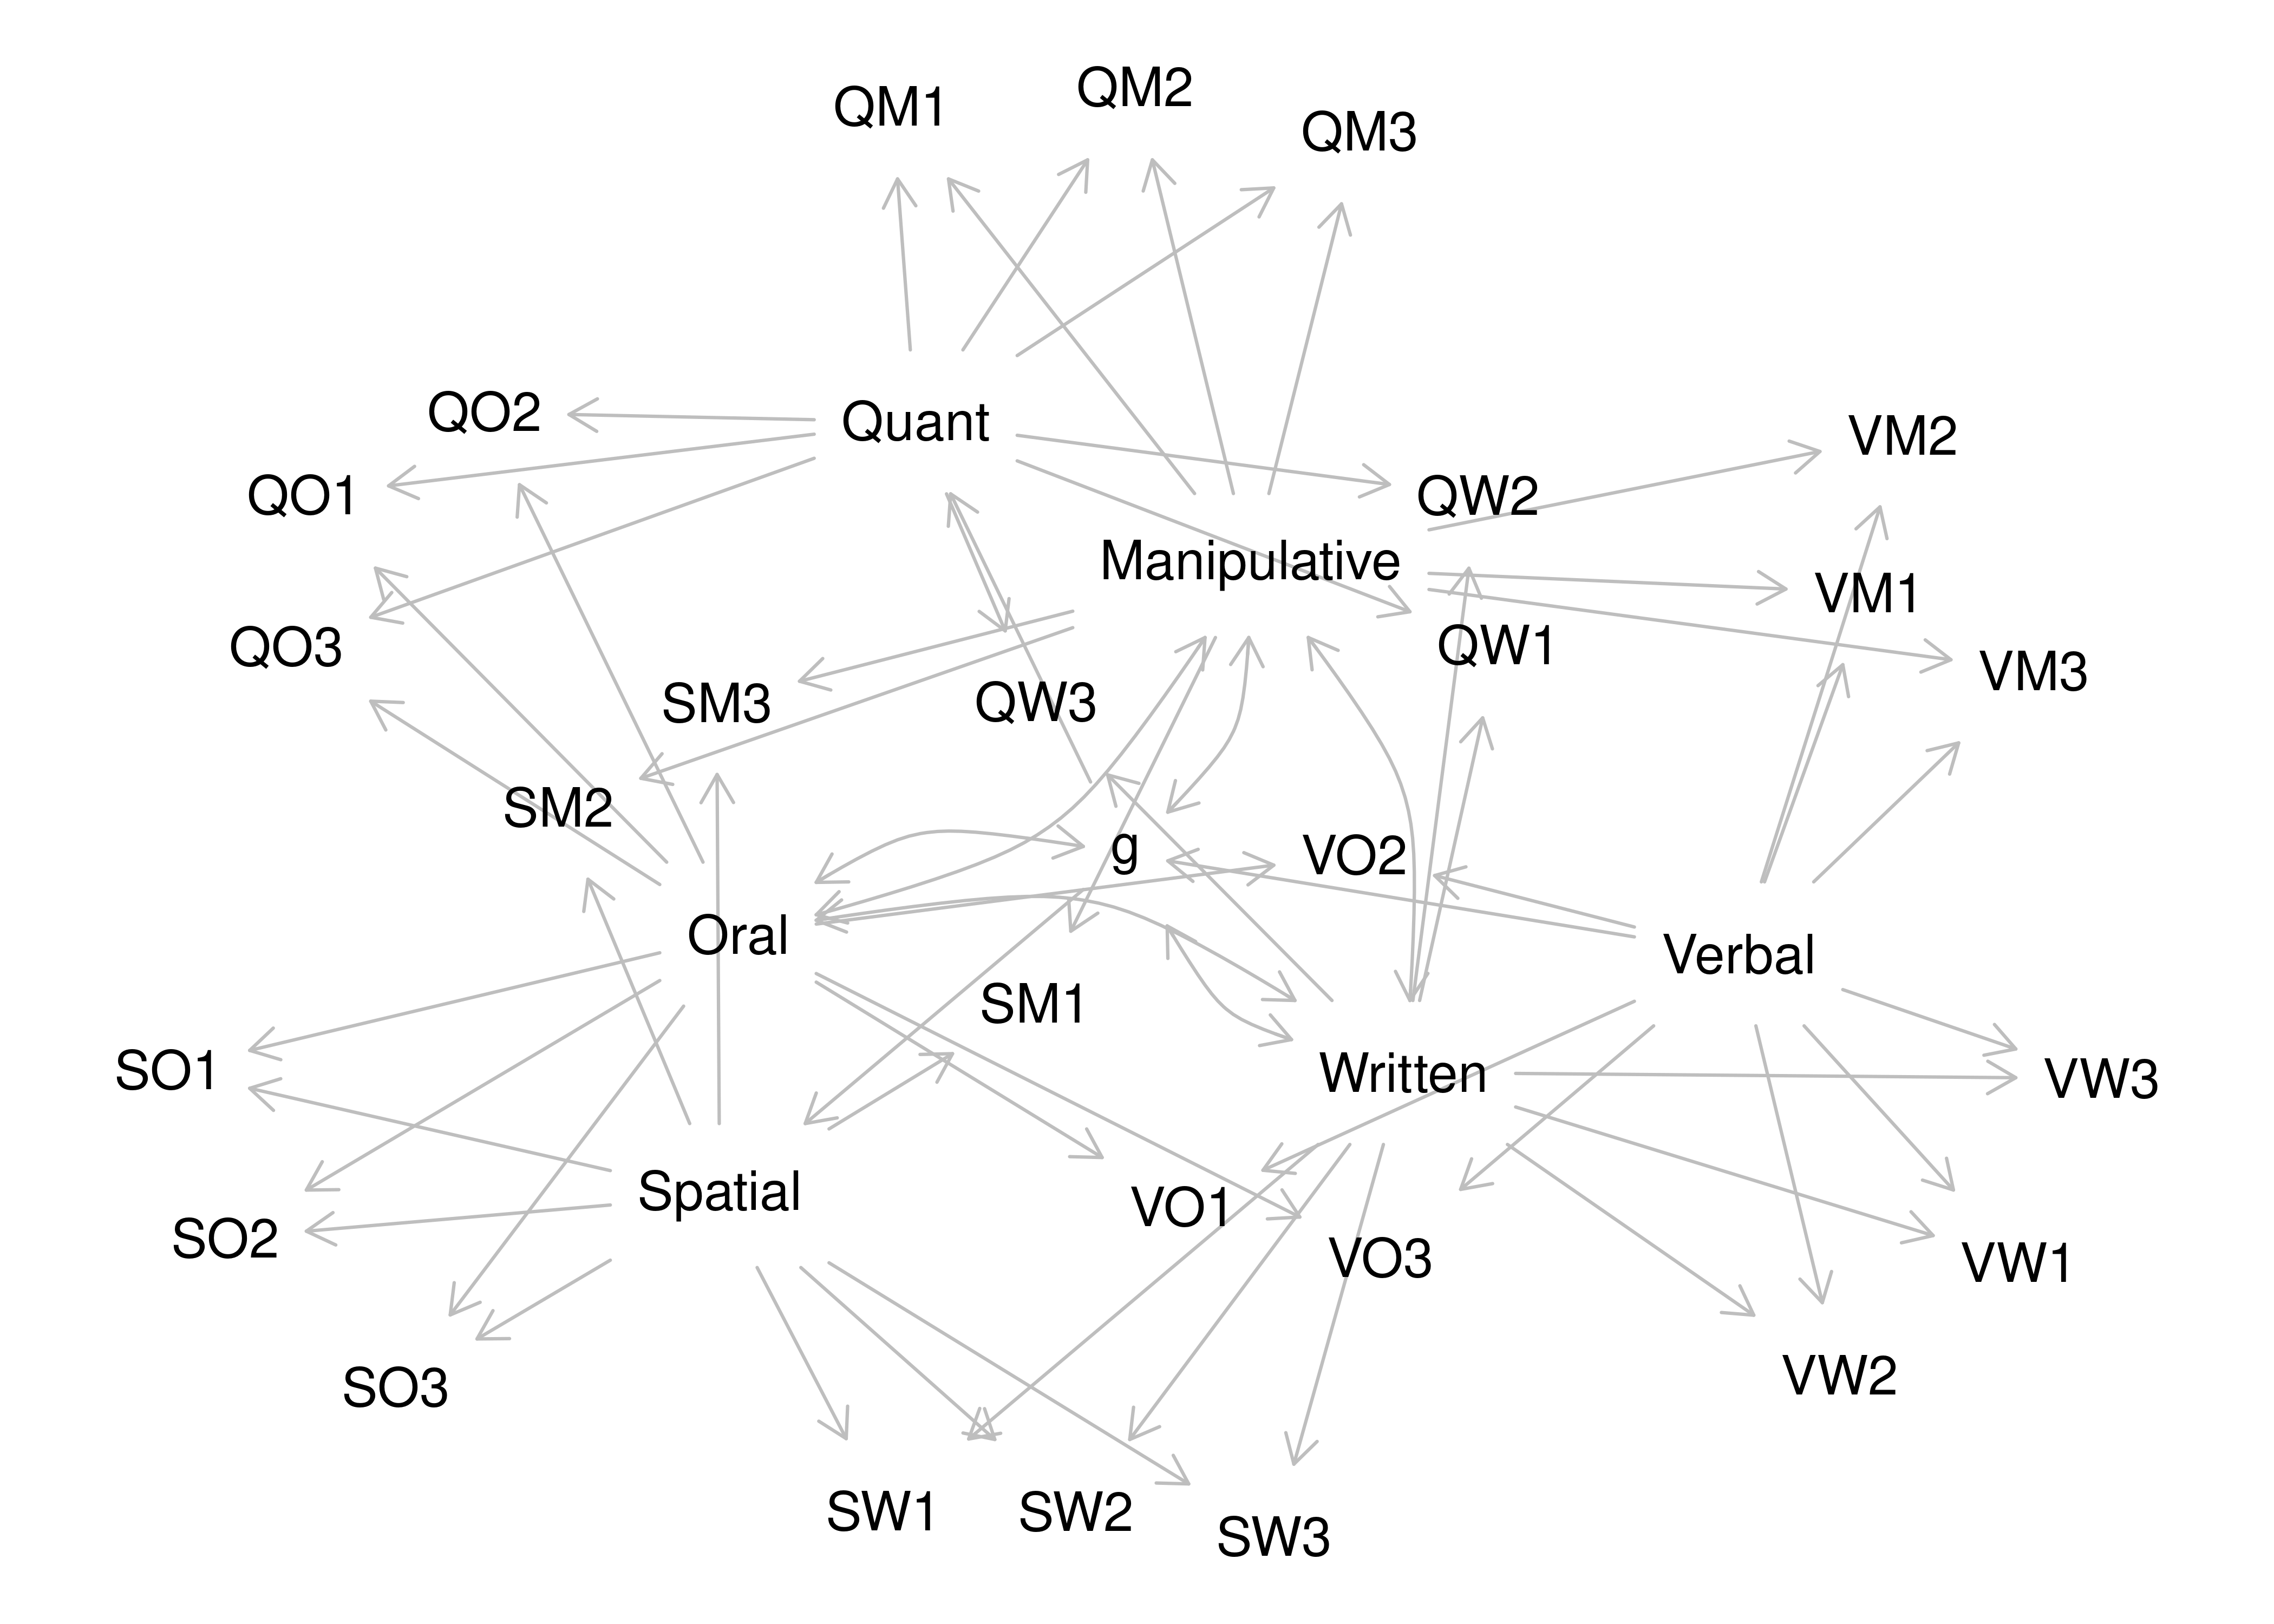 QM1
QM2
QM3
QO2
Quant
VM2
QO1
QW2
Manipulative
VM1
QO3
QW1
VM3
SM3
QW3
SM2
g
VO2
Oral
Verbal
SM1
SO1
Written
VW3
Spatial
VO1
SO2
VO3
VW1
SO3
VW2
SW1
SW2
SW3